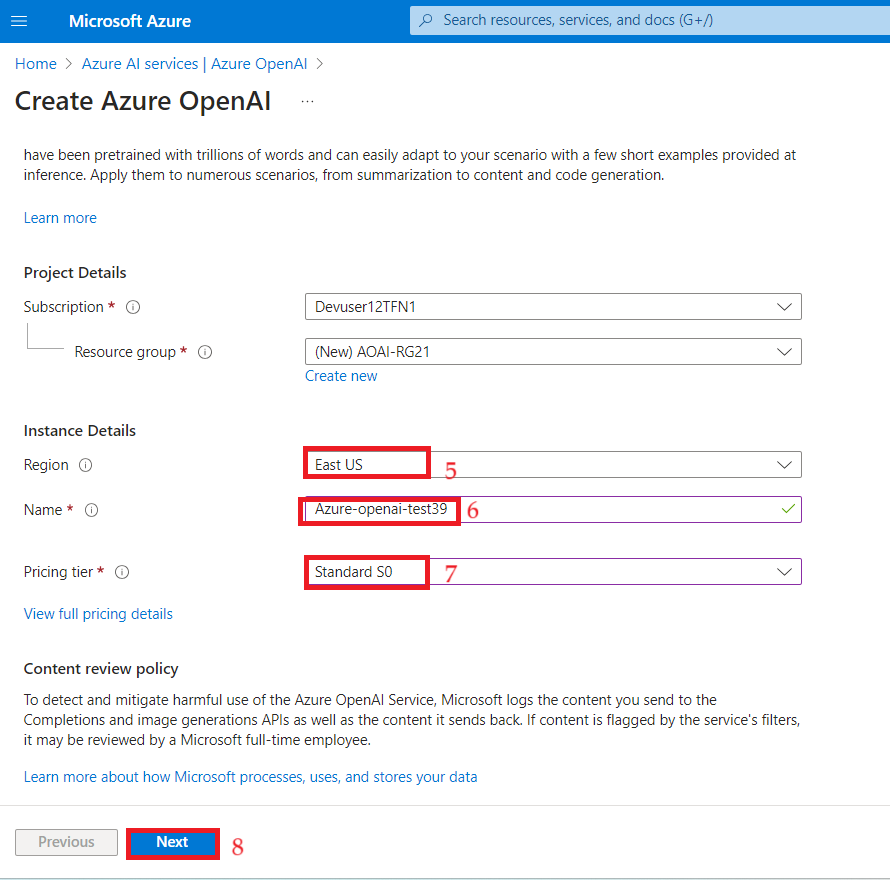 Microsoft Azure
Search resources, services, and docs (G+/)
Home > Azure AI services | Azure OpenAI >
Create Azure OpenAI ...
have been pretrained with trillions of words and can easily adapt to your scenario with a few short examples provided at
inference. Apply them to numerous scenarios, from summarization to content and code generation.
Learn more
Project Details
Subscription *
Devuser12TFN1
Resource group *
(New) AOAI-RG21
Create new
Instance Details
Region
East US
5
Name *
Azure-openai-test39
6
Pricing tier *
Standard S0
7
View full pricing details
Content review policy
To detect and mitigate harmful use of the Azure OpenAI Service, Microsoft logs the content you send to the
Completions and image generations APIs as well as the content it sends back. If content is flagged by the service's filters,
it may be reviewed by a Microsoft full-time employee.
Learn more about how Microsoft processes, uses, and stores your data
Previous
Next
8